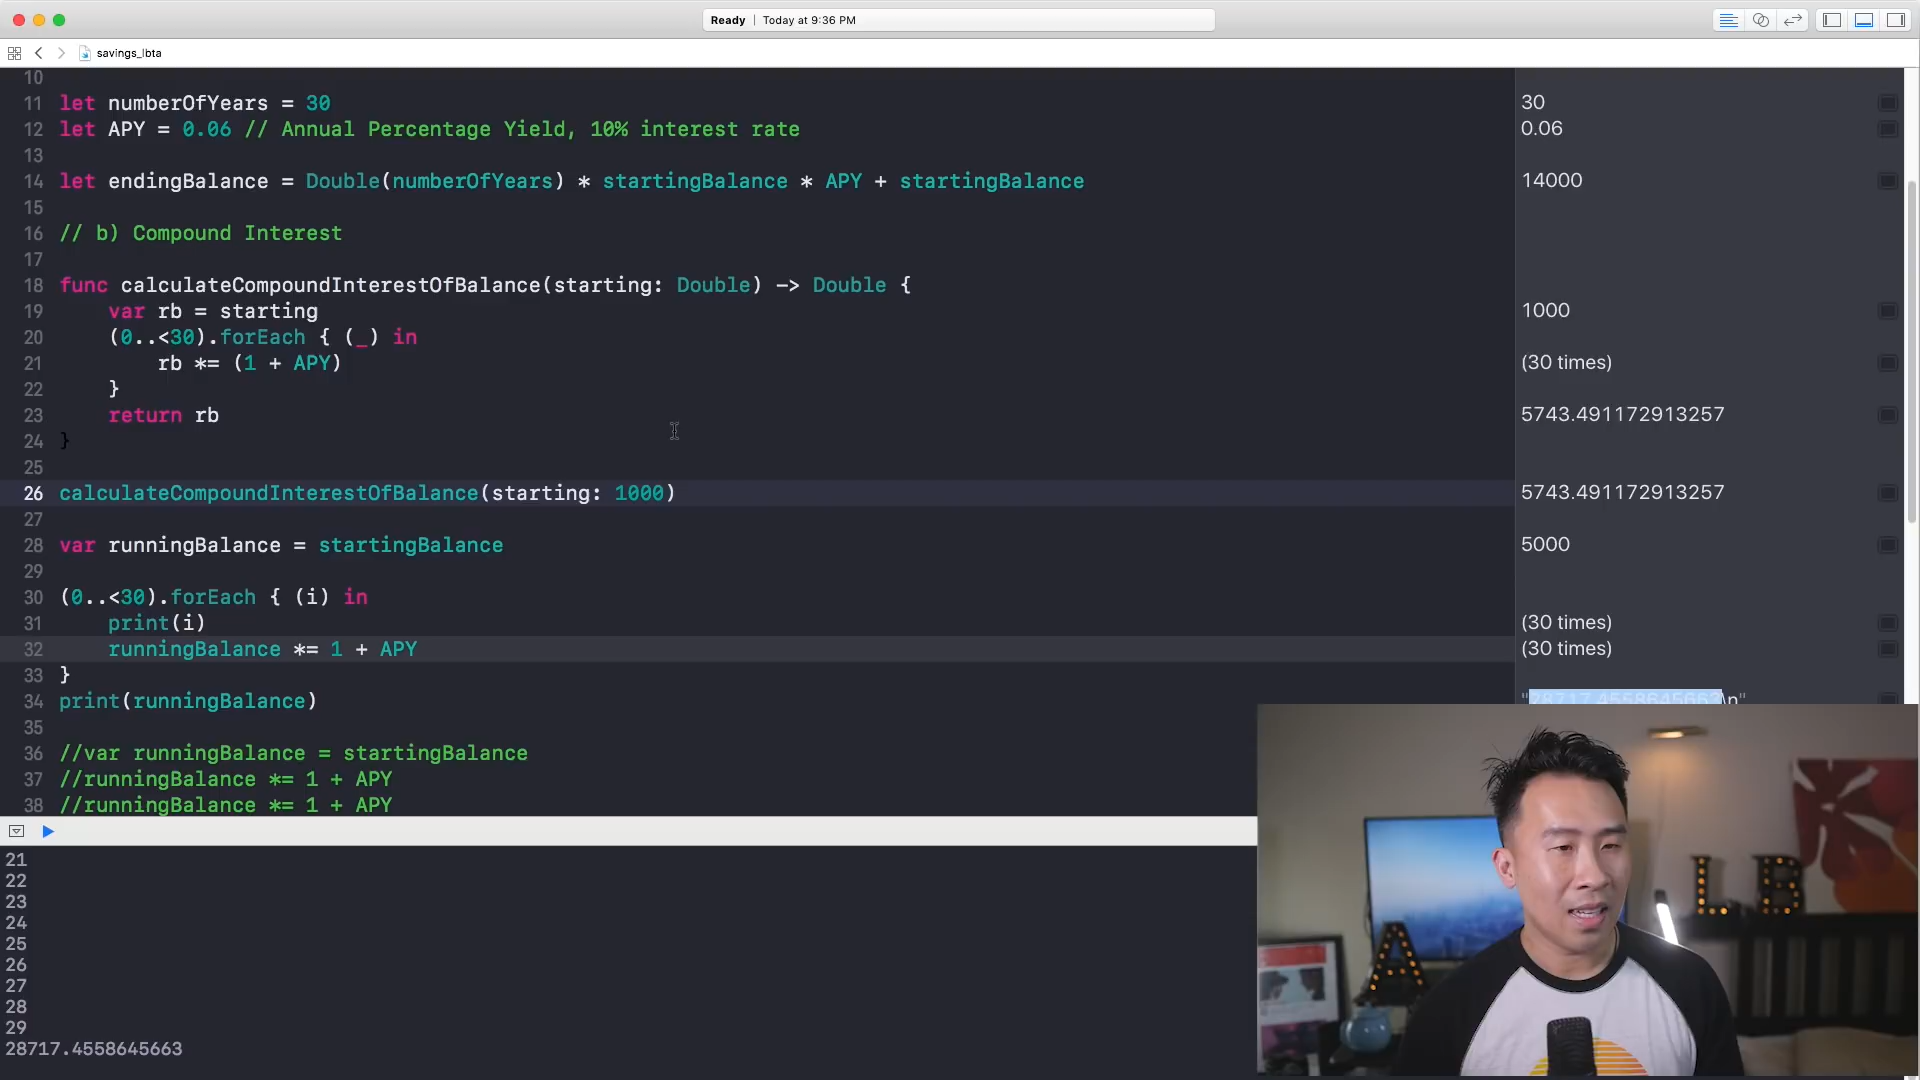 Ready | Today at 9:36 PM
savings_lbta
10
11 let numberOfYears = 30
30
12 let APY = 0.06 // Annual Percentage Yield, 10% interest rate
0.06
13
14 let endingBalance = Double(numberOfYears) * startingBalance * APY + startingBalance
14000
15
16 // b) Compound Interest
17
18 func calculateCompoundInterestOfBalance(starting: Double) -> Double {
19 var rb = starting
1000
20 (0..<30).forEach { (_) in
21 rb *= (1 + APY)
(30 times)
22 }
23 return rb
5743.491172913257
24 }
25
26 calculateCompoundInterestOfBalance(starting: 1000)
5743.491172913257
27
28 var runningBalance = startingBalance
5000
29
30 (0..<30).forEach { (i) in
31 print(i)
(30 times)
32 runningBalance *= 1 + APY
(30 times)
33 }
34 print(runningBalance)
"28717.4558645663\n"
35
36 //var runningBalance = startingBalance
37 //runningBalance *= 1 + APY
38 //runningBalance *= 1 + APY
21
22
23
24
25
26
27
28
29
28717.4558645663
L B
A